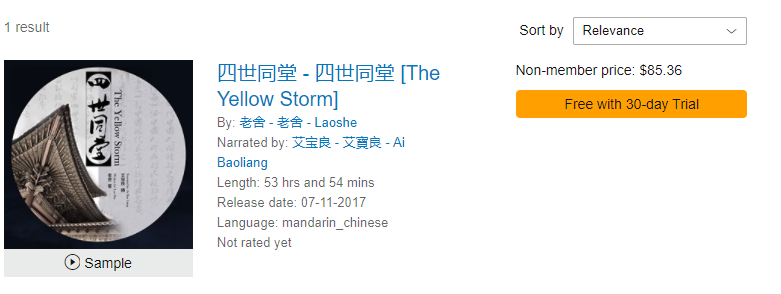 1 result
Sort by Relevance
四世同堂
The Yellow Storm
Sample
四世同堂 - 四世同堂 [The
Yellow Storm]
By: 老舍 - 老舍 - Laoshe
Narrated by: 艾宝良 - 艾寶良 - Ai
Baoliang
Length: 53 hrs and 54 mins
Release date: 07-11-2017
Language: mandarin_chinese
Not rated yet
Non-member price: $85.36
Free with 30-day Trial